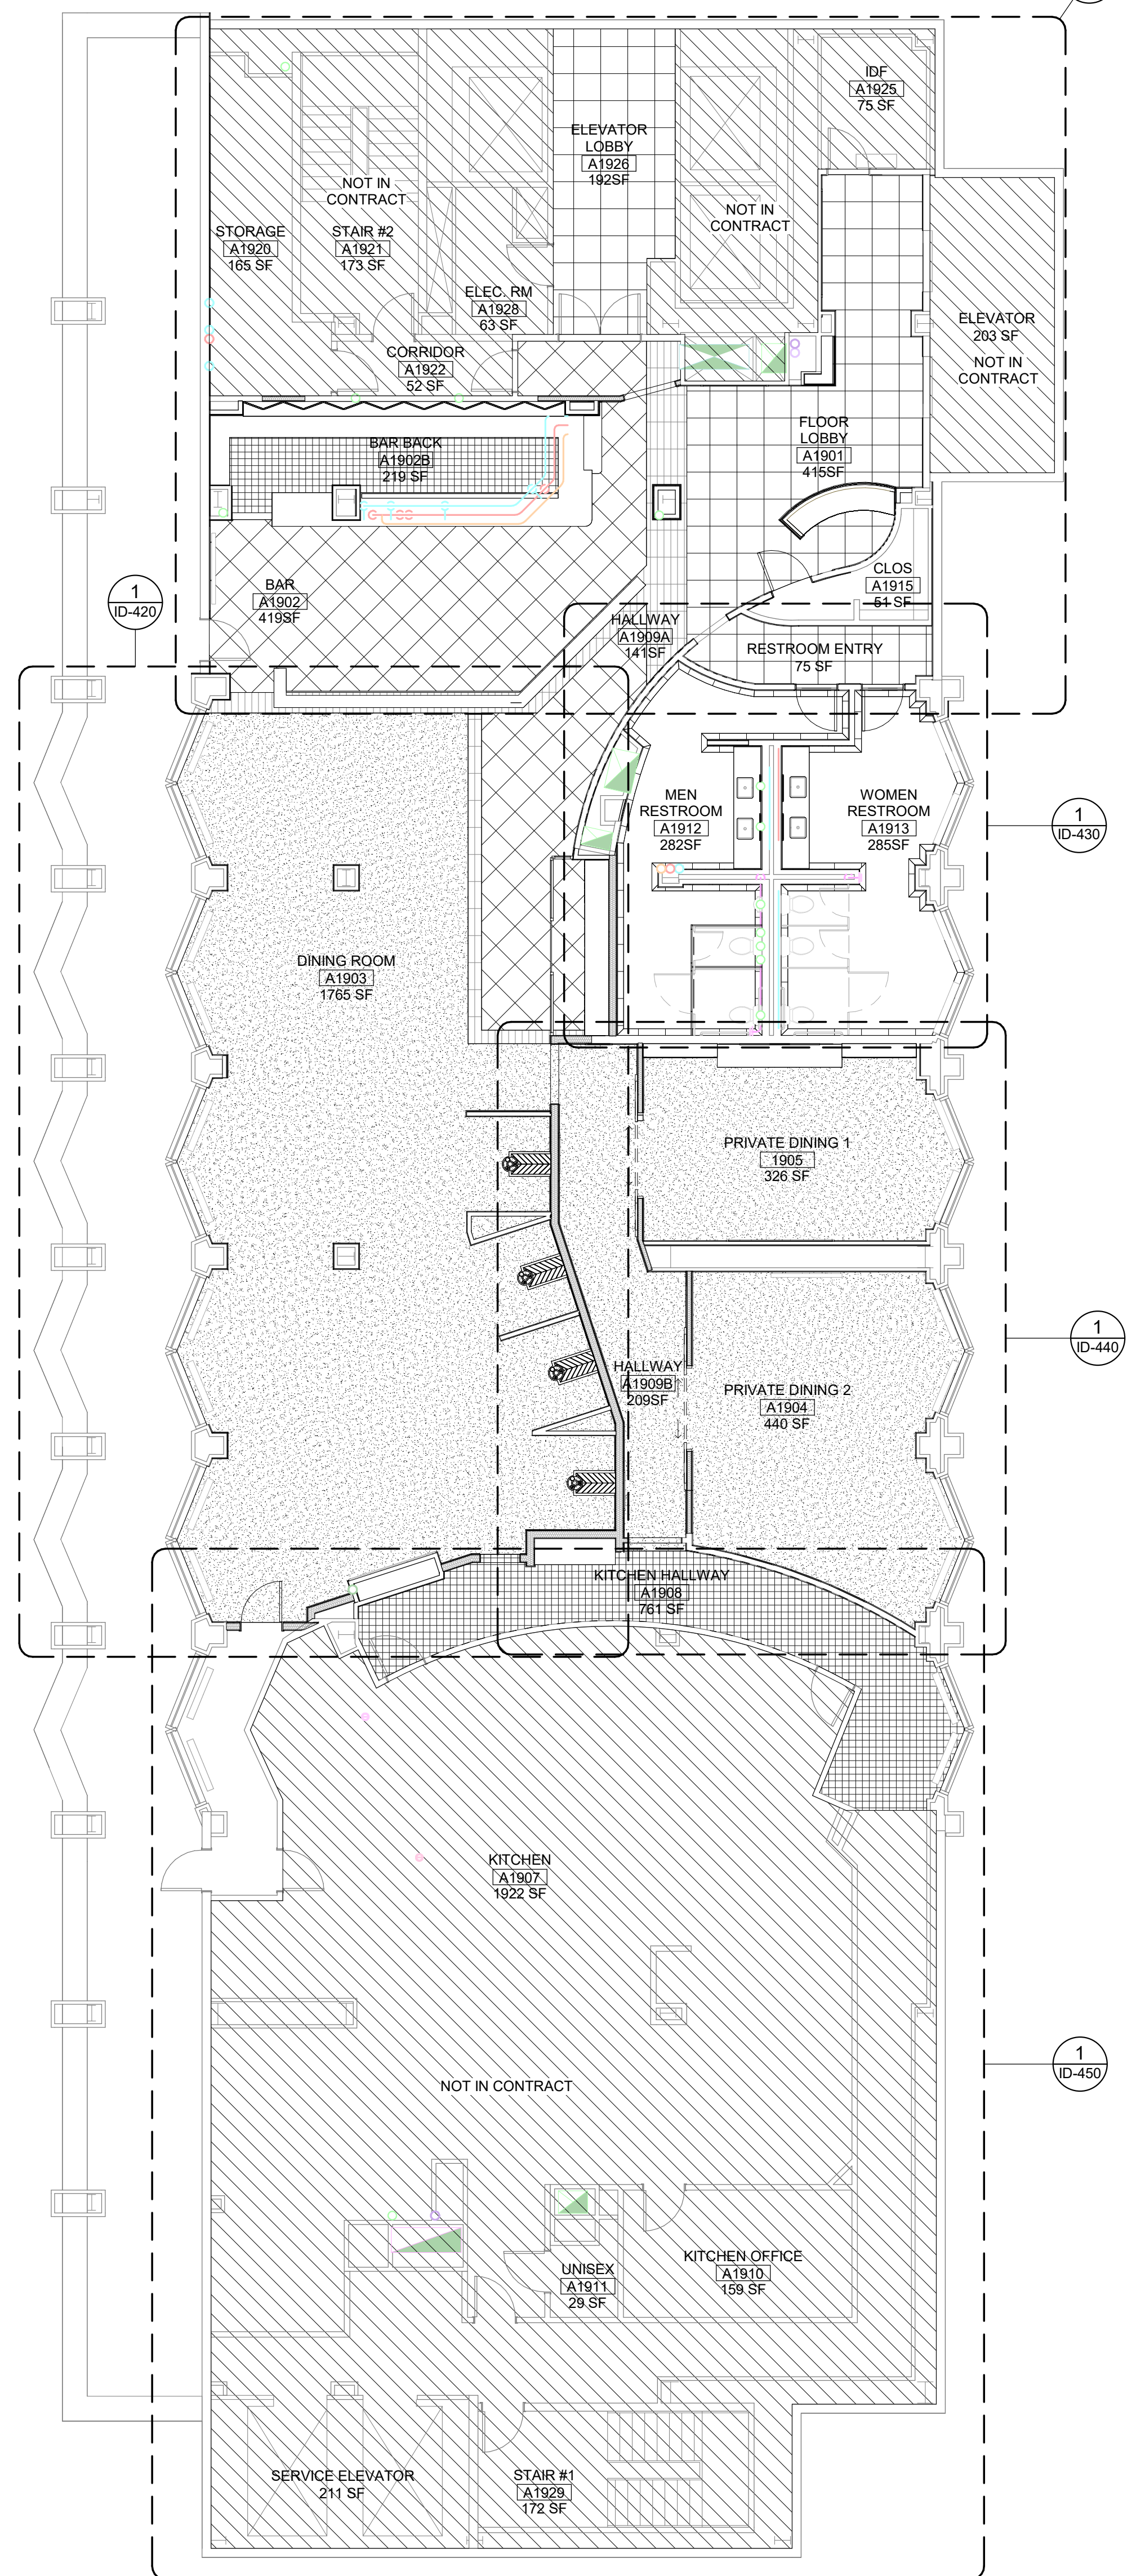 IDF
A1925
75 SF
ELEVATOR
LOBBY
A1926
192SF
NOT IN
CONTRACT
NOT IN
CONTRACT
STORAGE
A1920
165 SF
STAIR #2
A1921
173 SF
ELEC. RM
A1928
63 SF
ELEVATOR
203 SF
NOT IN
CONTRACT
CORRIDOR
A1922
52 SF
FLOOR
LOBBY
A1901
415SF
BAR BACK
A1902B
219 SF
CLOS
A1915
51 SF
BAR
A1902
419SF
1
ID-420
HALLWAY
A1909A
141SF
RESTROOM ENTRY
75 SF
MEN
RESTROOM
A1912
282SF
WOMEN
RESTROOM
A1913
285SF
1
ID-430
DINING ROOM
A1903
1765 SF
PRIVATE DINING 1
1905
326 SF
1
ID-440
HALLWAY
A1909B
209SF
PRIVATE DINING 2
A1904
440 SF
KITCHEN HALLWAY
A1908
761 SF
KITCHEN
A1907
1922 SF
1
ID-450
NOT IN CONTRACT
UNISEX
A1911
29 SF
KITCHEN OFFICE
A1910
159 SF
SERVICE ELEVATOR
211 SF
STAIR #1
A1929
172 SF